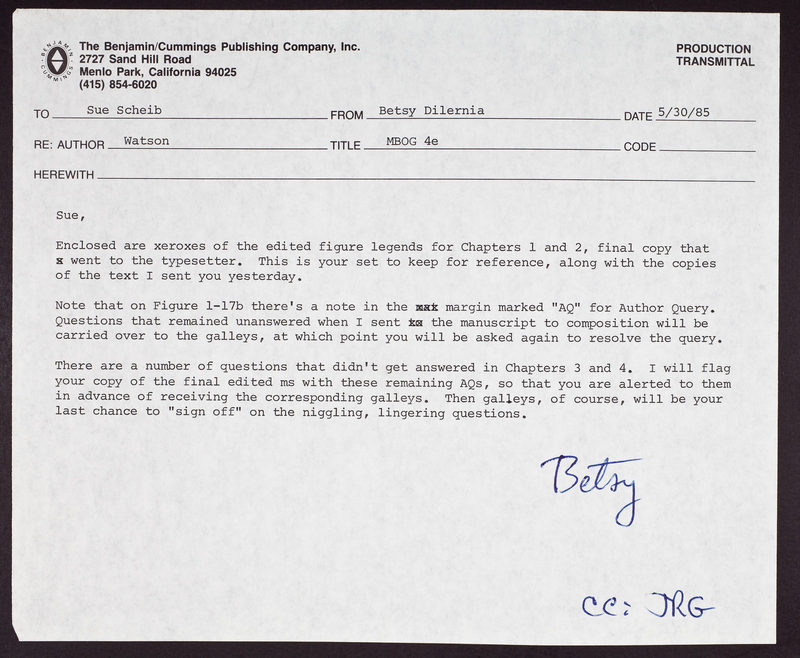 BENJAMIN CUMMINGS
The Benjamin/Cummings Publishing Company, Inc.
2727 Sand Hill Road
Menlo Park, California 94025
(415) 854-6020
PRODUCTION
TRANSMITTAL
TO Sue Scheib FROM Betsy Dilernia DATE 5/30/85
RE: AUTHOR Watson TITLE MBOG 4e CODE
HEREWITH
Sue,
Enclosed are xeroxes of the edited figure legends for Chapters 1 and 2, final copy that
went to the typesetter. This is your set to keep for reference, along with the copies
of the text I sent you yesterday.
Note that on Figure 1-17b there's a note in the margin marked "AQ" for Author Query.
Questions that remained unanswered when I sent the manuscript to composition will be
carried over to the galleys, at which point you will be asked again to resolve the query.
There are a number of questions that didn't get answered in Chapters 3 and 4. I will flag
your copy of the final edited ms with these remaining AQs, so that you are alerted to them
in advance of receiving the corresponding galleys. Then galleys, of course, will be your
last chance to "sign off" on the niggling, lingering questions.
Betsy
cc: JRG